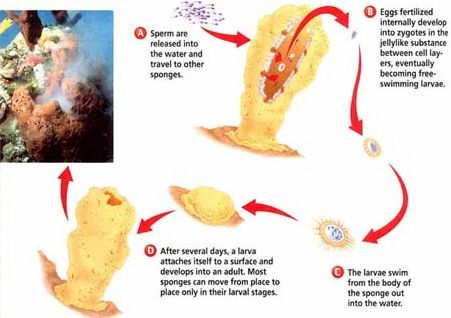 A Sperm are
released into
the water and
travel to other
sponges.
B Eggs fertilized
internally develop
into zygotes in the
jellylike substance
between cell lay-
ers, eventually
becoming free-
swimming larvae.
C The larvae swim
from the body of
the sponge out
into the water.
D After several days, a larva
attaches itself to a surface and
develops into an adult. Most
sponges can move from place to
place only in their larval stages.